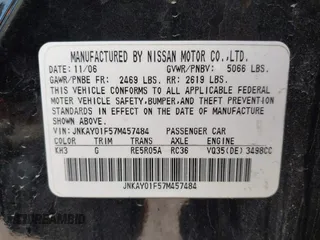 MANUFACTURED BY NISSAN MOTOR CO.,LTD.
DATE: 11/06 GVWR/PNBV: 5066 LBS.
GAWR/PNBE FR: 2469 LBS. RR: 2619 LBS.
THIS VEHICLE CONFORMS TO ALL APPLICABLE FEDERAL
MOTOR VEHICLE SAFETY, BUMPER, AND THEFT PREVENTION
STANDARDS IN EFFECT ON THE DATE OF MANUFACTURE
SHOWN ABOVE.
VIN: JNKAY01F57M457484 PASSENGER CAR
COLOR TRIM TRANS AXLE ENGINE
KH3 G RE5R05A RC36 VQ35(DE) 3498CC
JNKAY01F57M457484